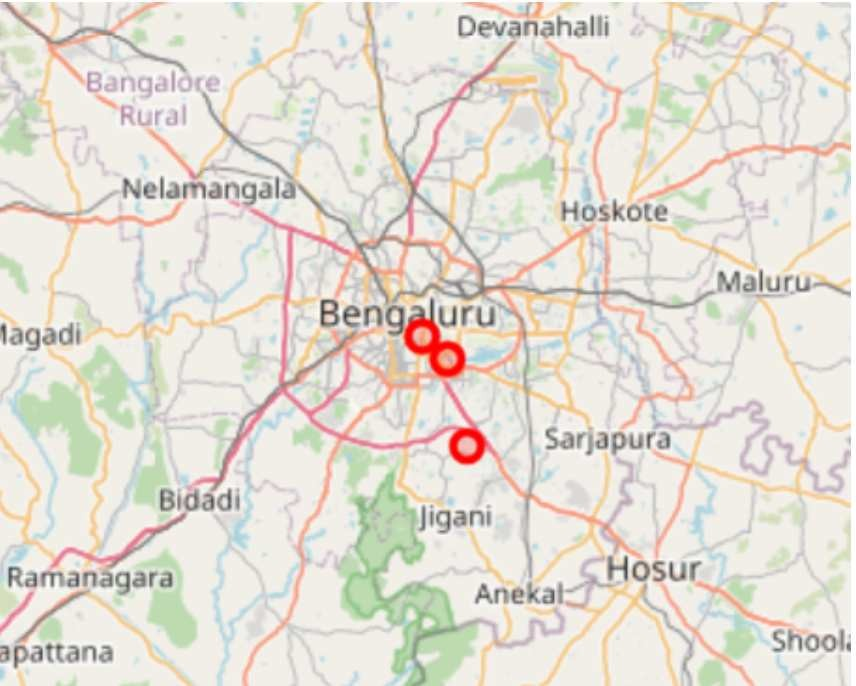 Devanahalli
Bangalore
Rural
Nelamangala
Hoskote
Maluru
Bengaluru
Magadi
Sarjapura
Bidadi
Jigani
Hosur
Ramanagara
Anekal
Shoola
apattana